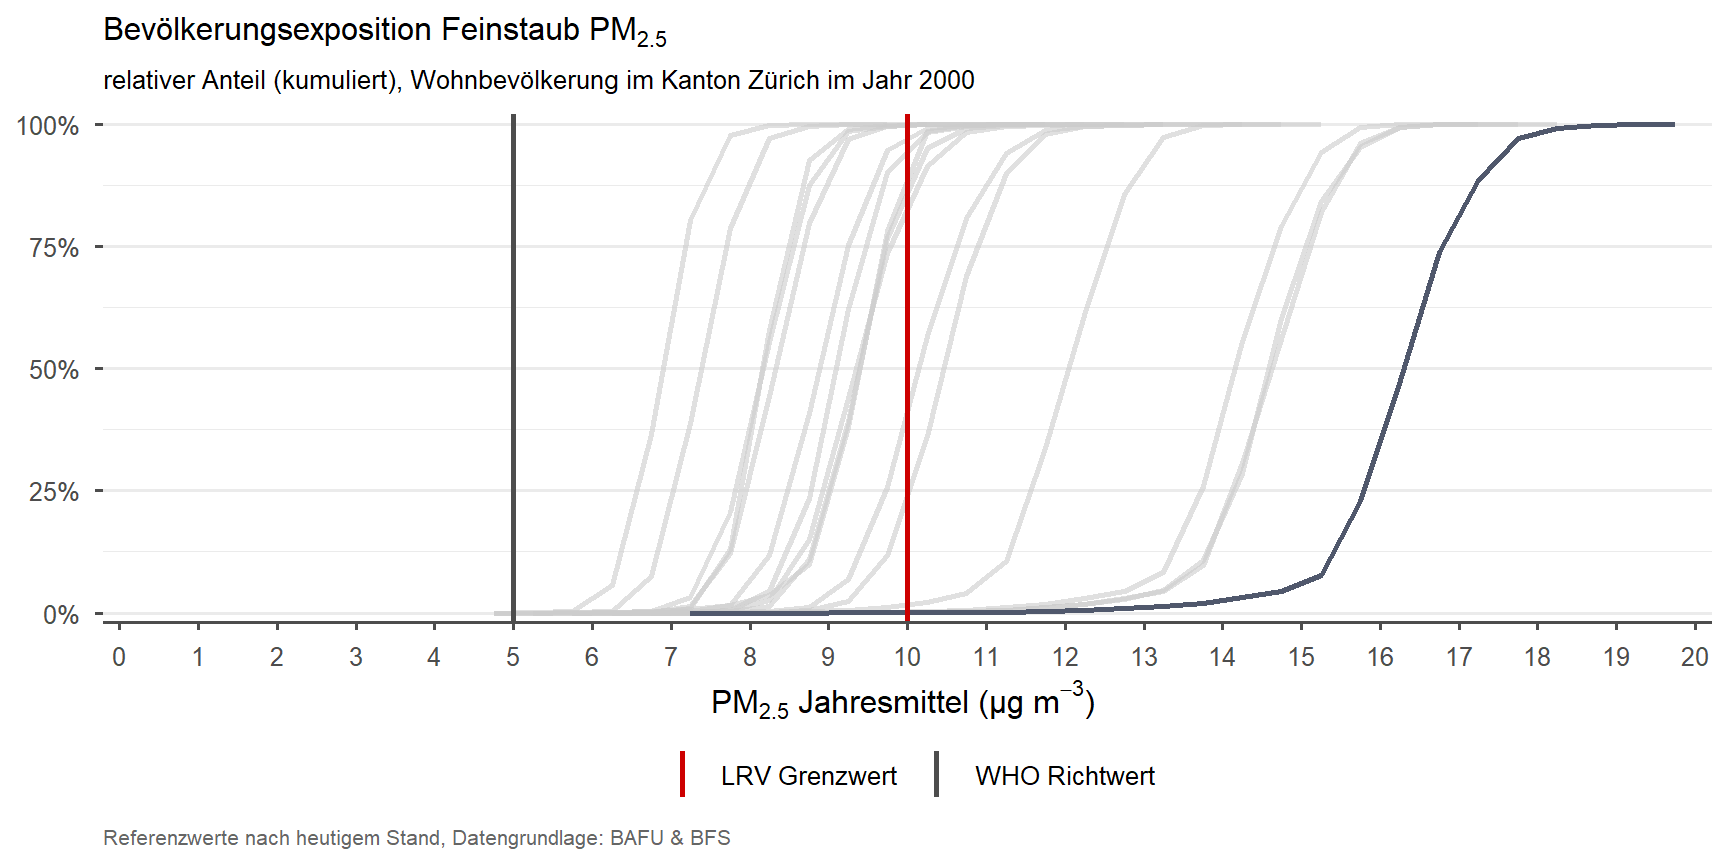 Bevölkerungsexposition Feinstaub PM2.5
relativer Anteil (kumuliert), Wohnbevölkerung im Kanton Zürich im Jahr 2000
100%
75%
50%
25%
0%
0 1 2 3 4 5 6 7 8 9 10 11 12 13 14 15 16 17 18 19 20
PM2.5 Jahresmittel (µg m−3)
LRV Grenzwert WHO Richtwert
Referenzwerte nach heutigem Stand, Datengrundlage: BAFU & BFS